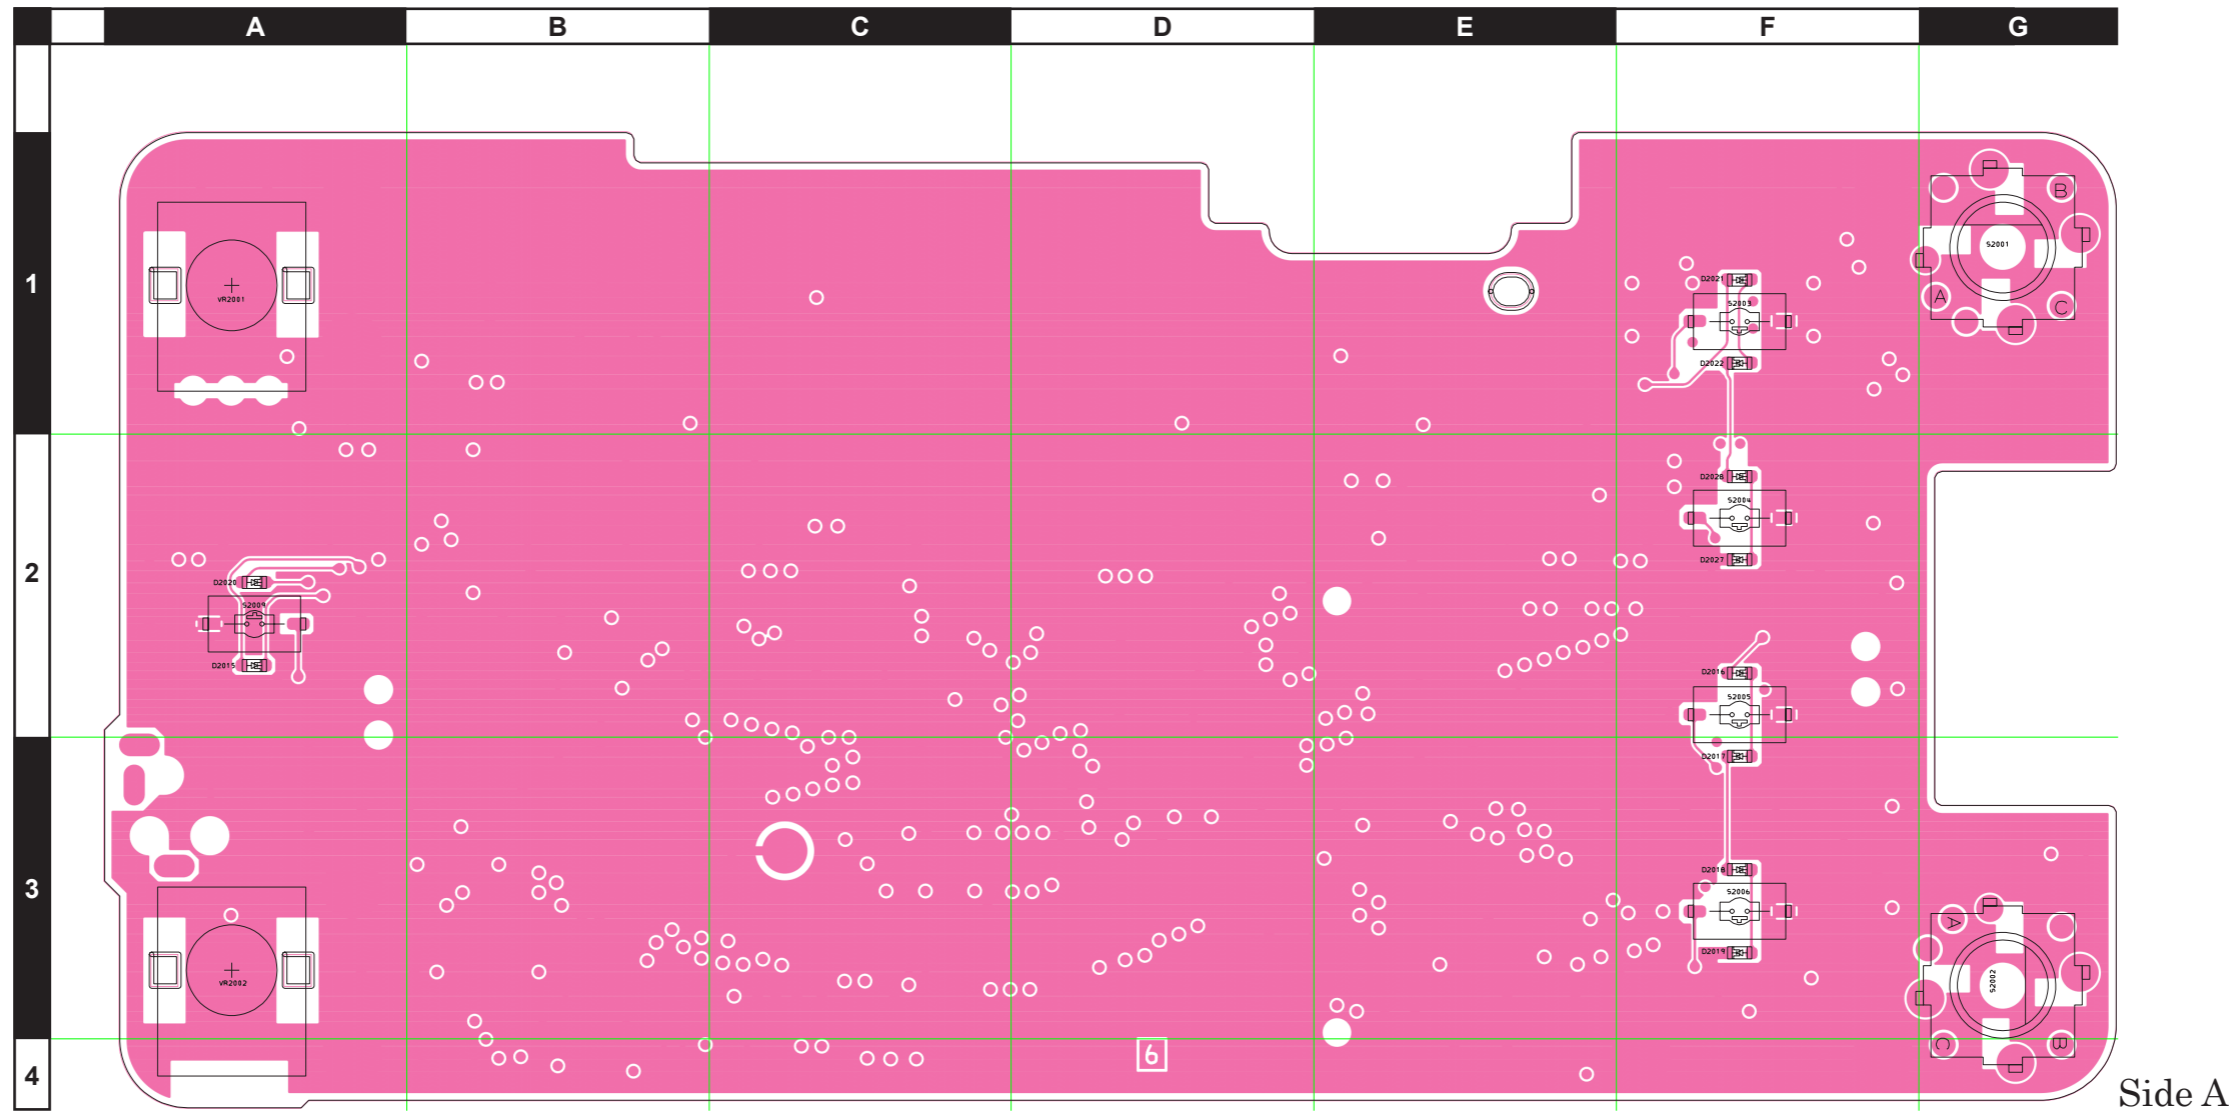 A B C D E F G
B
S2001
1
D2021
VR2001
A
S2003
C
D2022
D2028
S2004
D2027
2
D2020
S2009
D2015
D2016
S2005
D2017
D2018
3
S2006
A
D2019
VR2002
S2002
C
B
6
4
Side A